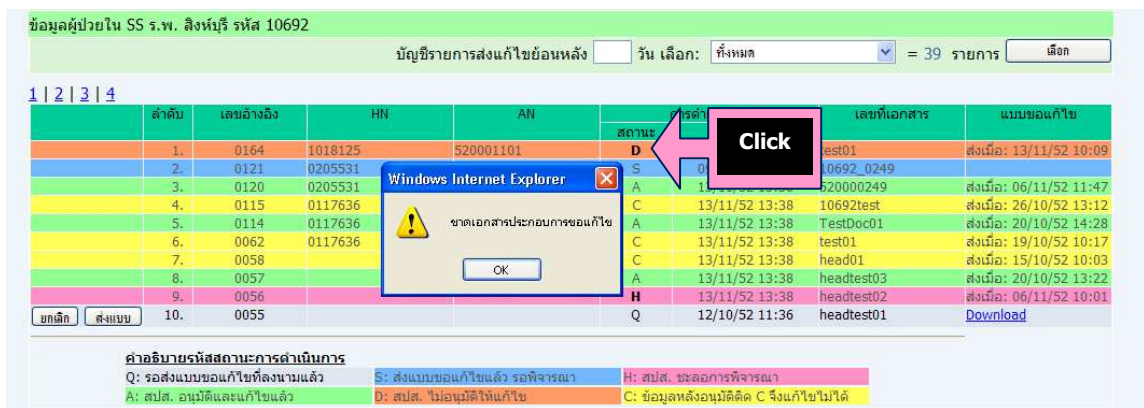 ข้อมูลผู้ป่วยใน SS ร.พ. สิงห์บุรี รหัส 10692
บัญชีรายการส่งแก้ไขย้อนหลัง วัน เลือก: ทั้งหมด = 39 รายการ เลือก
1 | 2 | 3 | 4
ลำดับ เลขอ้างอิง HN AN เลขที่เอกสาร แบบขอแก้ไข
สถานะ
Click
1. 0164 1018125 520001101 D test01 ส่งเมื่อ: 13/11/52 10:09
2. 0121 0205531 S 10692_0249
3. 0120 0205531 A 13/11/52 13:38 520000249 ส่งเมื่อ: 06/11/52 11:47
4. 0115 0117636 C 13/11/52 13:38 10692test ส่งเมื่อ: 26/10/52 13:12
5. 0114 0117636 A 13/11/52 13:38 TestDoc01 ส่งเมื่อ: 20/10/52 14:28
6. 0062 0117636 C 13/11/52 13:38 test01 ส่งเมื่อ: 19/10/52 10:17
7. 0058 C 13/11/52 13:38 head01 ส่งเมื่อ: 15/10/52 10:03
8. 0057 A 13/11/52 13:38 headtest03 ส่งเมื่อ: 20/10/52 13:22
9. 0056 H 13/11/52 13:38 headtest02 ส่งเมื่อ: 06/11/52 10:01
ยกเลิก ส่งแบบ 10. 0055 Q 12/10/52 11:36 headtest01 Download
Windows Internet Explorer
ขาดเอกสารประกอบการขอแก้ไข
OK
คำอธิบายรหัสสถานะการดำเนินการ
Q: รอส่งแบบขอแก้ไขที่ลงนามแล้ว S: ส่งแบบขอแก้ไขแล้ว รอพิจารณา H: สปส. ชะลอการพิจารณา
A: สปส. อนุมัติและแก้ไขแล้ว D: สปส. ไม่อนุมัติให้แก้ไข C: ข้อมูลหลังอนุมัติติด C จึงแก้ไขไม่ได้